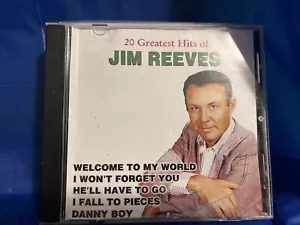 20 Greatest Hits of
JIM REEVES
WELCOME TO MY WORLD
I WON'T FORGET YOU
HE'LL HAVE TO GO
I FALL TO PIECES
DANNY BOY